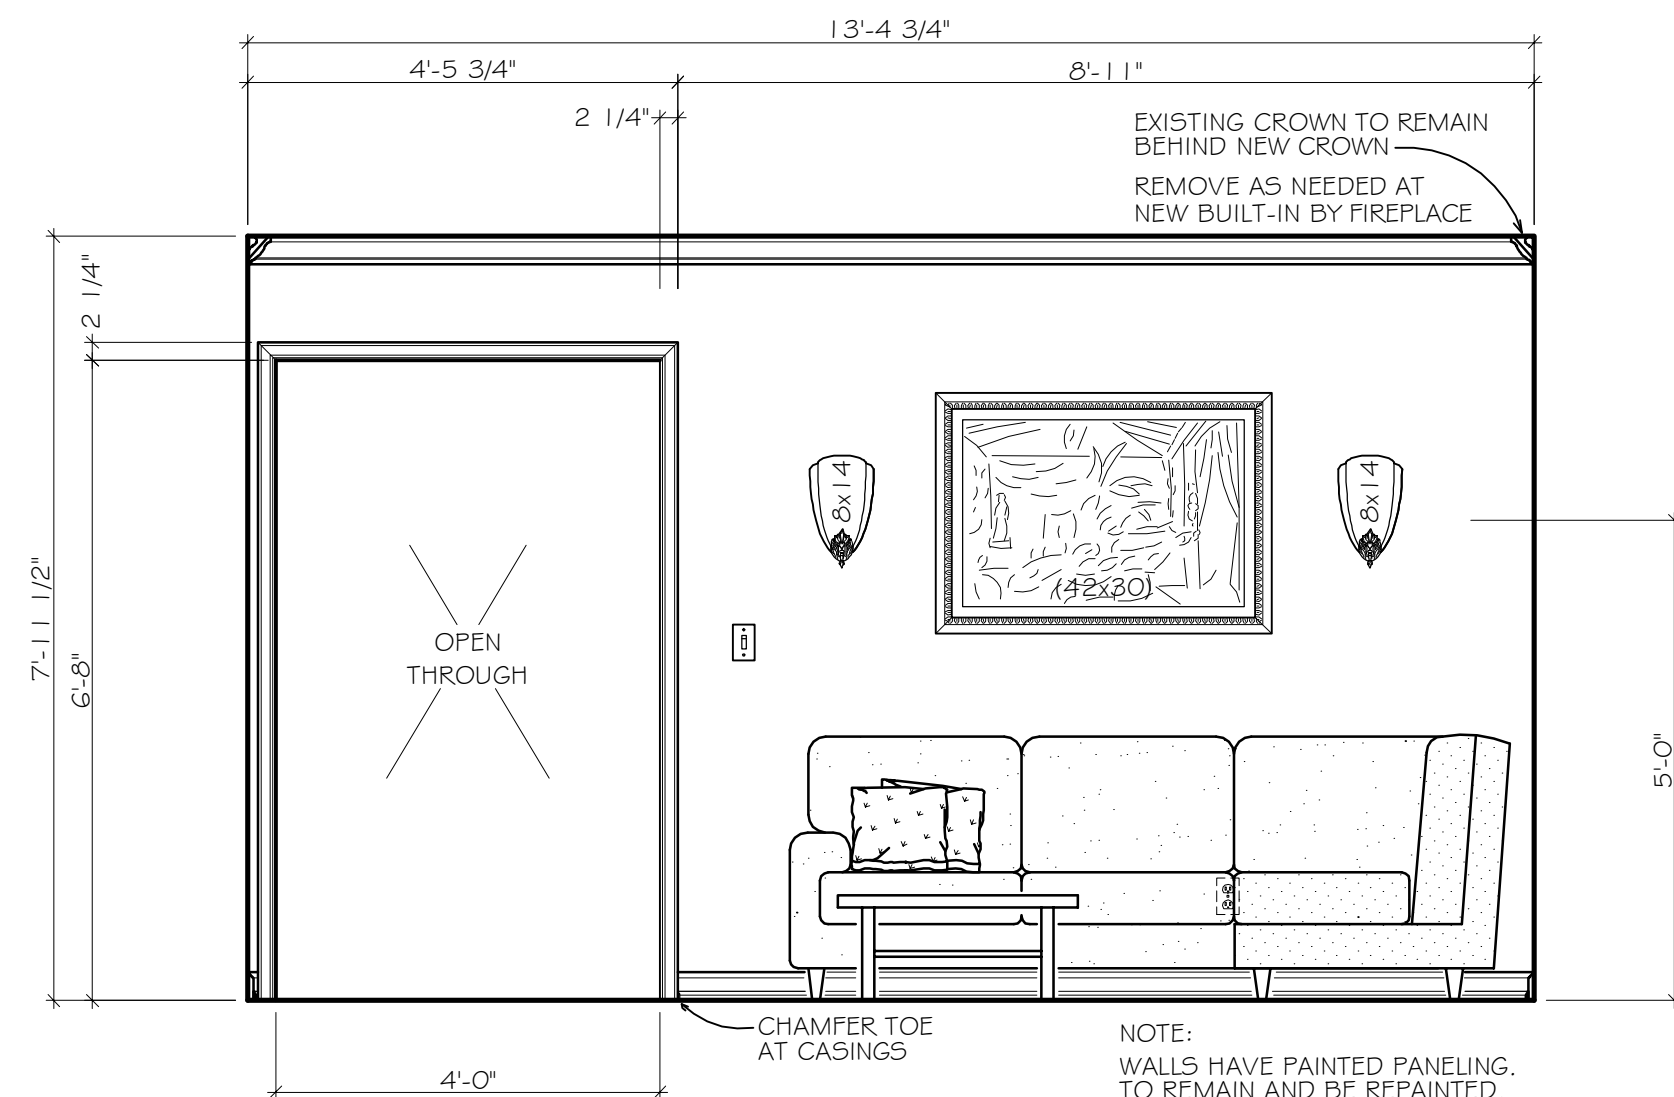 13'-4 3/4"
4'-5 3/4"
8'-11"
2 1/4"
EXISTING CROWN TO REMAIN
BEHIND NEW CROWN
REMOVE AS NEEDED AT
NEW BUILT-IN BY FIREPLACE
2 1/4"
7'-11 1/2"
6'-8"
8x14
8x14
(42x30)
OPEN
THROUGH
5'-0"
CHAMFER TOE
AT CASINGS
4'-0"
NOTE:
WALLS HAVE PAINTED PANELING.
TO REMAIN AND BE REPAINTED